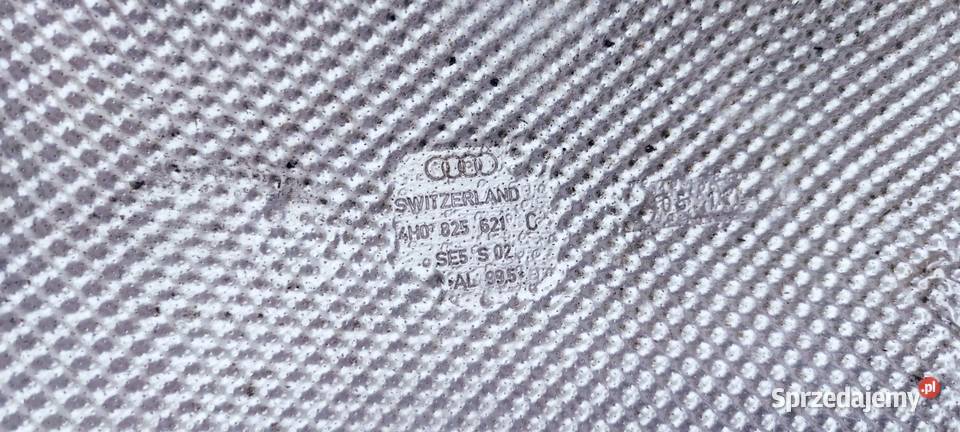 SWITZERLAND
4H0 825 621 C
SE5 S 02
AL 99.5
Sprzedajemy.pl